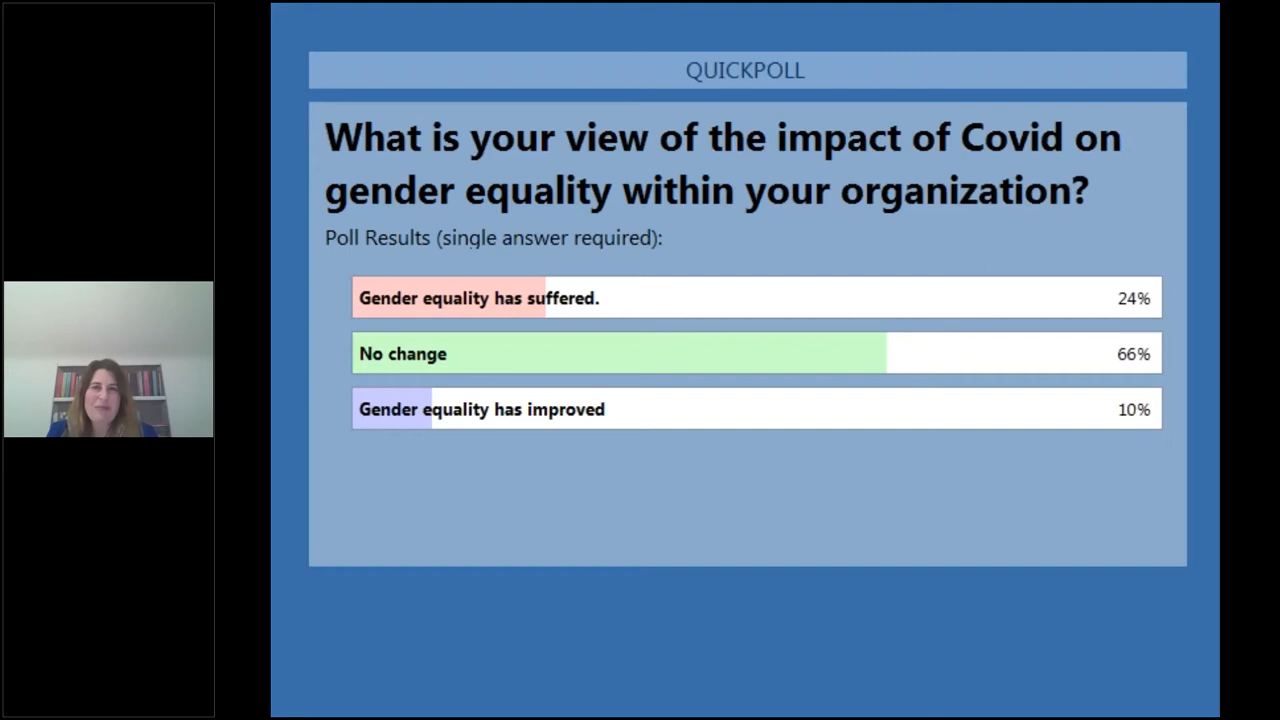 QUICKPOLL
What is your view of the impact of Covid on
gender equality within your organization?
Poll Results (single answer required):
Gender equality has suffered. 24%
No change 66%
Gender equality has improved 10%